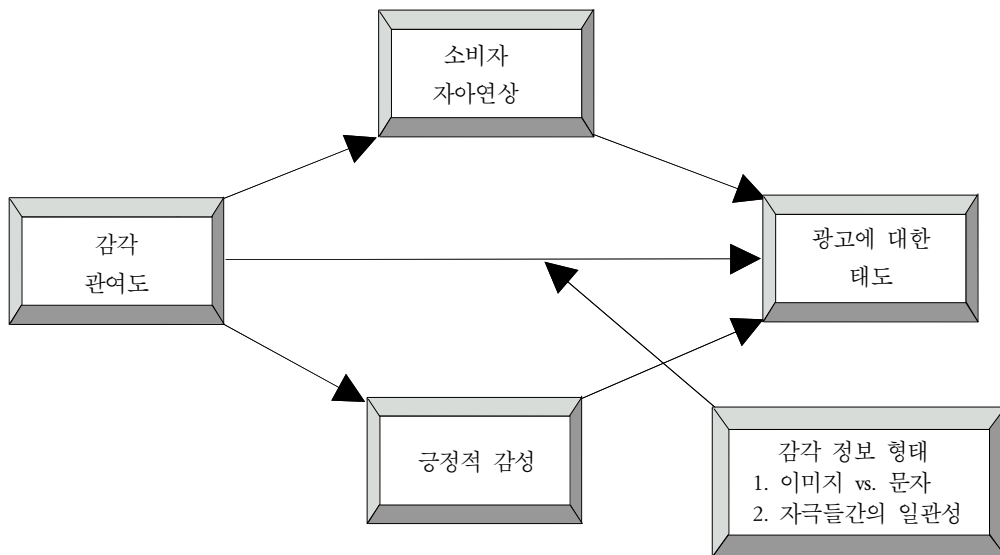 소비자
자아연상
감각
관여도
광고에 대한
태도
긍정적 감성
감각 정보 형태
1. 이미지 vs. 문자
2. 자극들간의 일관성